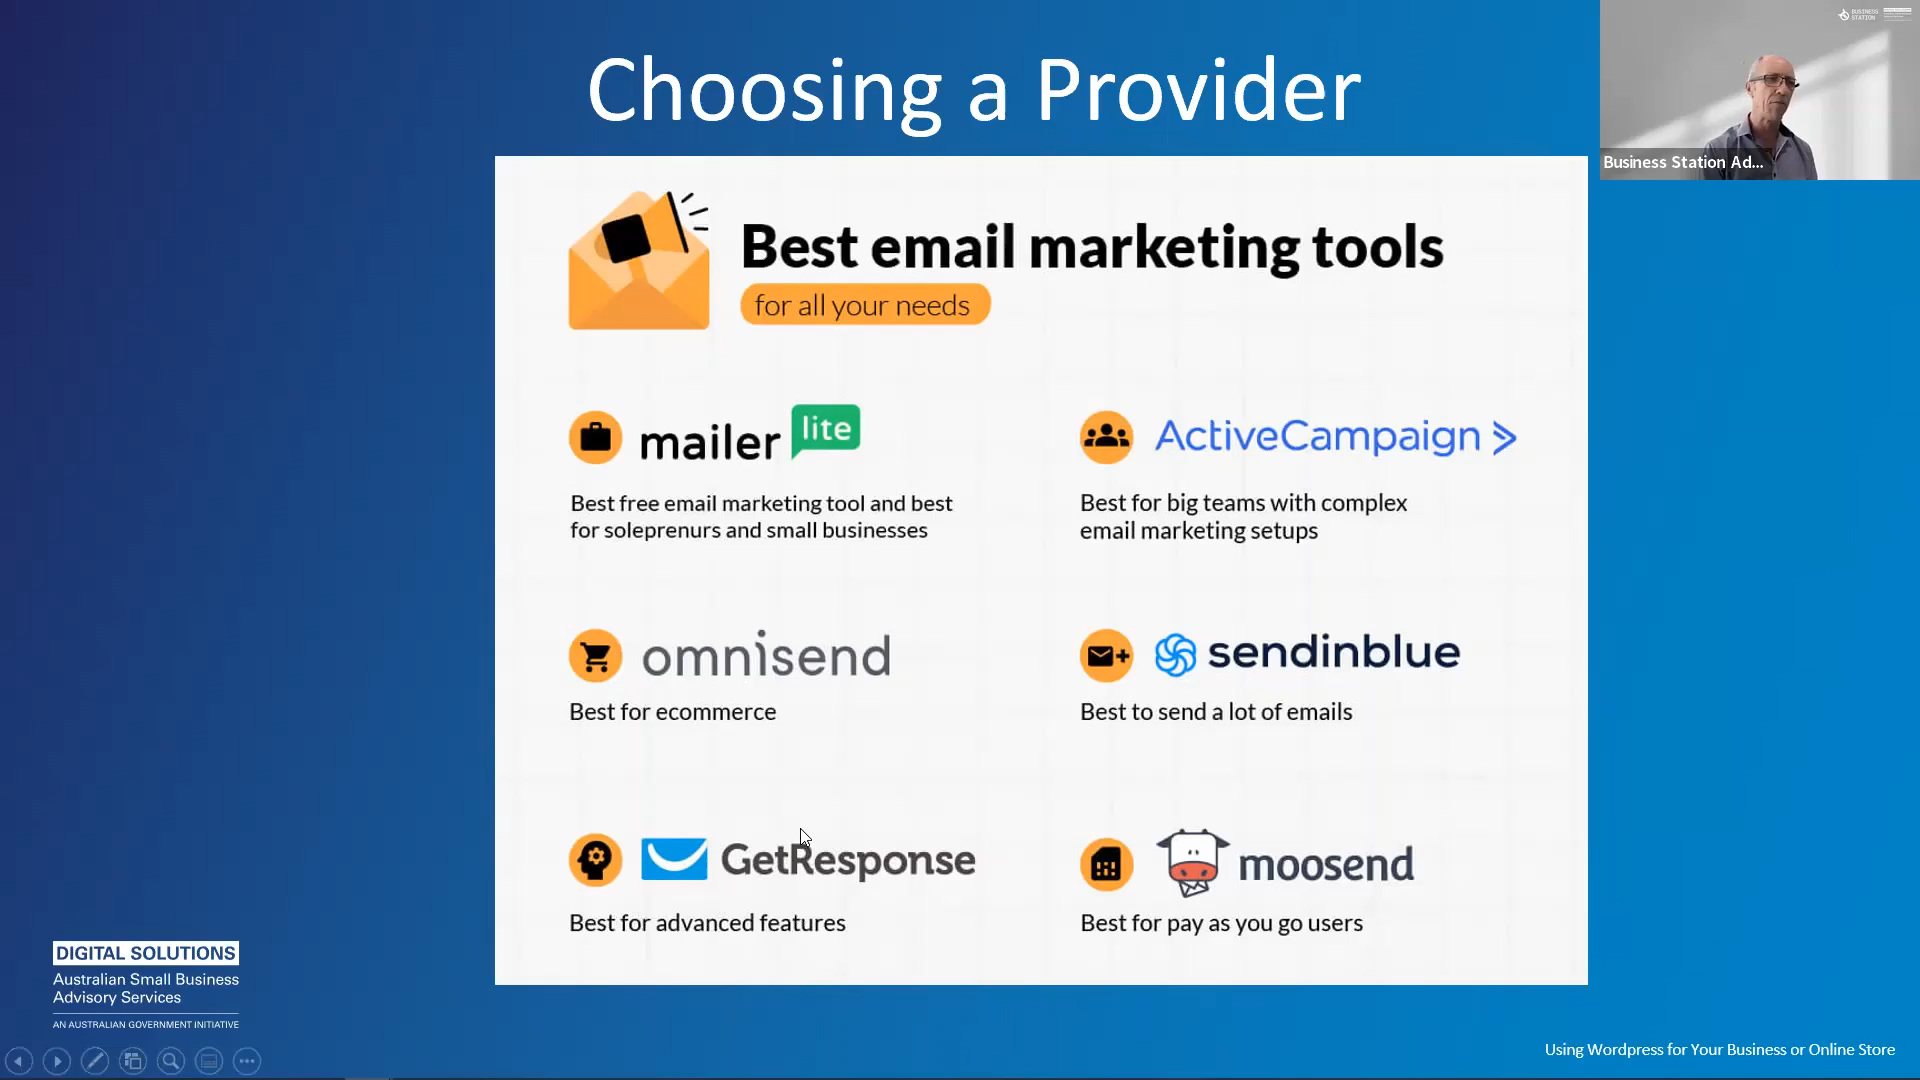 Choosing a Provider
BUSINESS
STATION
Business Station Ad...
Best email marketing tools
for all your needs
mailer lite
Best free email marketing tool and best
for soleprenurs and small businesses
ActiveCampaign
Best for big teams with complex
email marketing setups
omnisend
Best for ecommerce
sendinblue
Best to send a lot of emails
GetResponse
Best for advanced features
moosend
Best for pay as you go users
DIGITAL SOLUTIONS
Australian Small Business
Advisory Services
AN AUSTRALIAN GOVERNMENT INITIATIVE
Using Wordpress for Your Business or Online Store